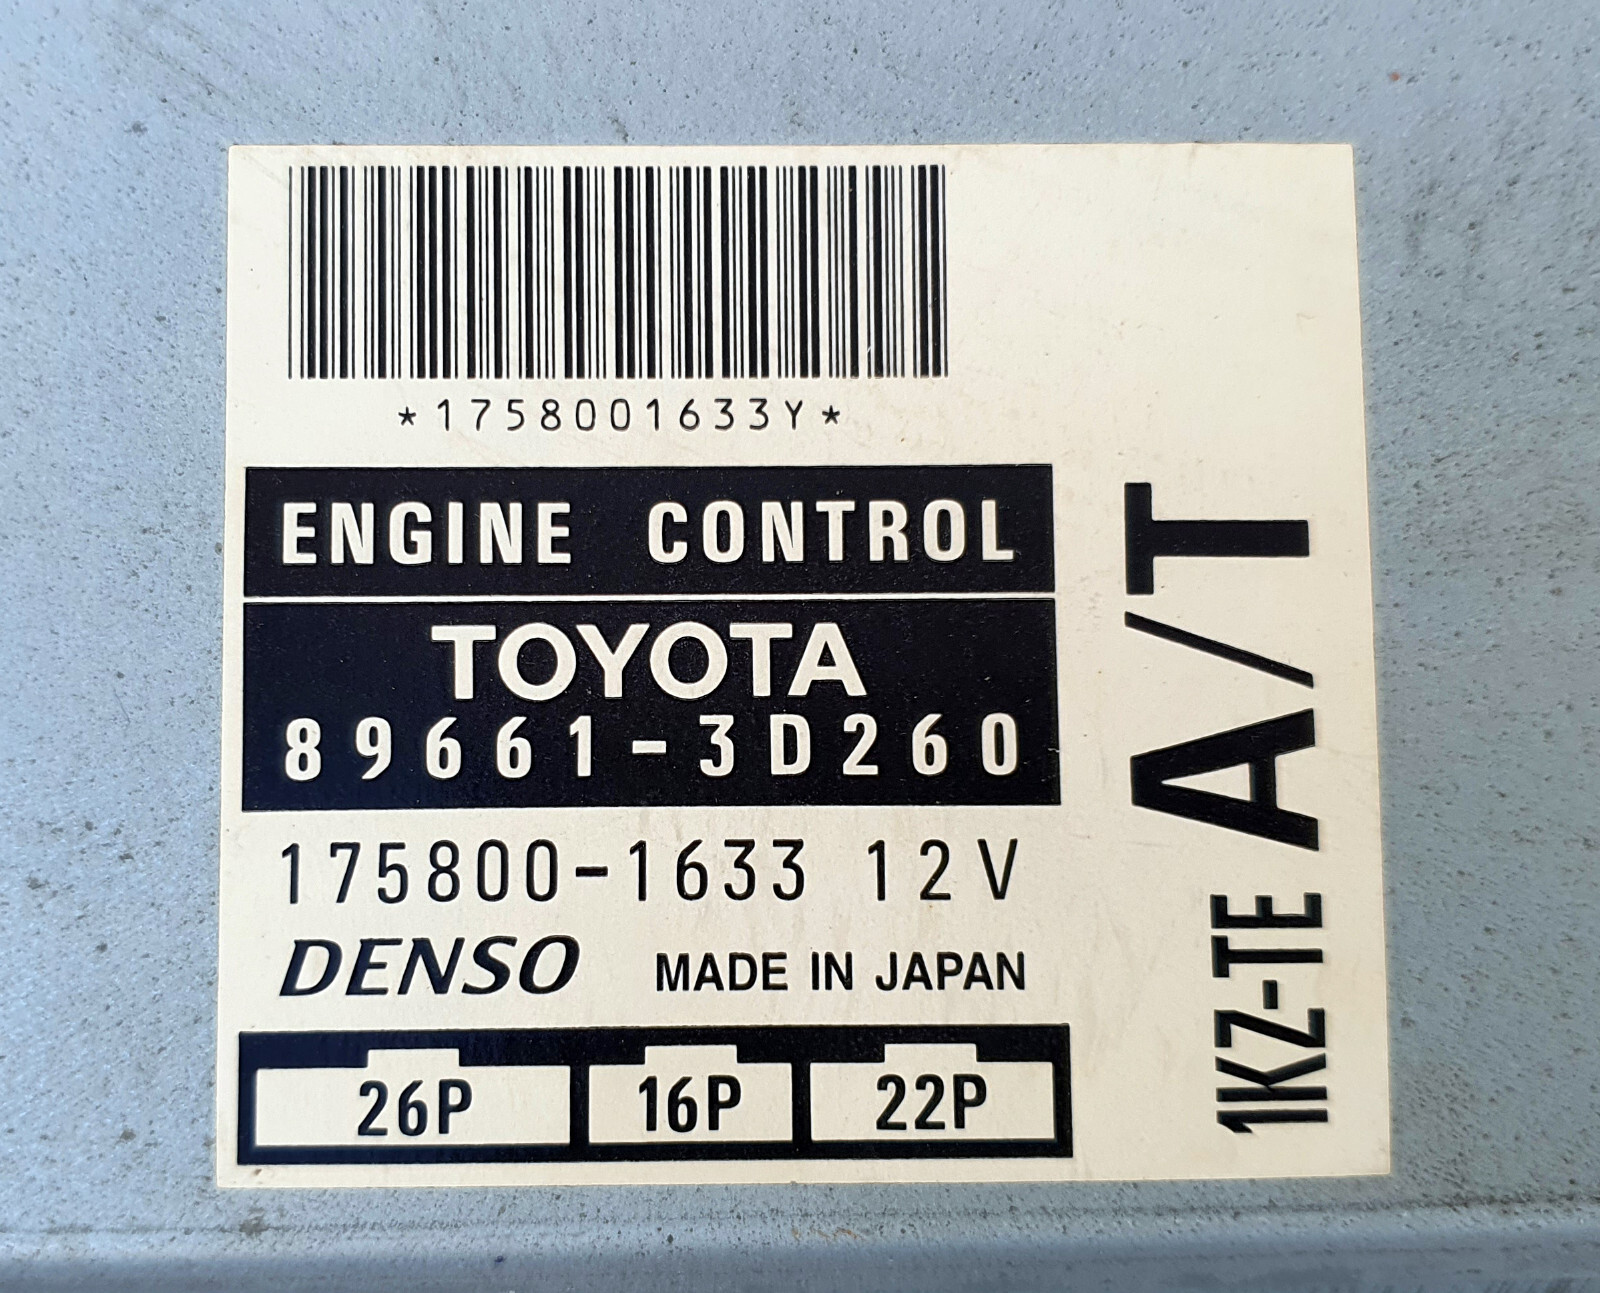 *1758001633Y*
ENGINE CONTROL
TOYOTA
89661-3D260
175800-1633 12V
DENSO MADE IN JAPAN
26P 16P 22P
1KZ-TE A/T